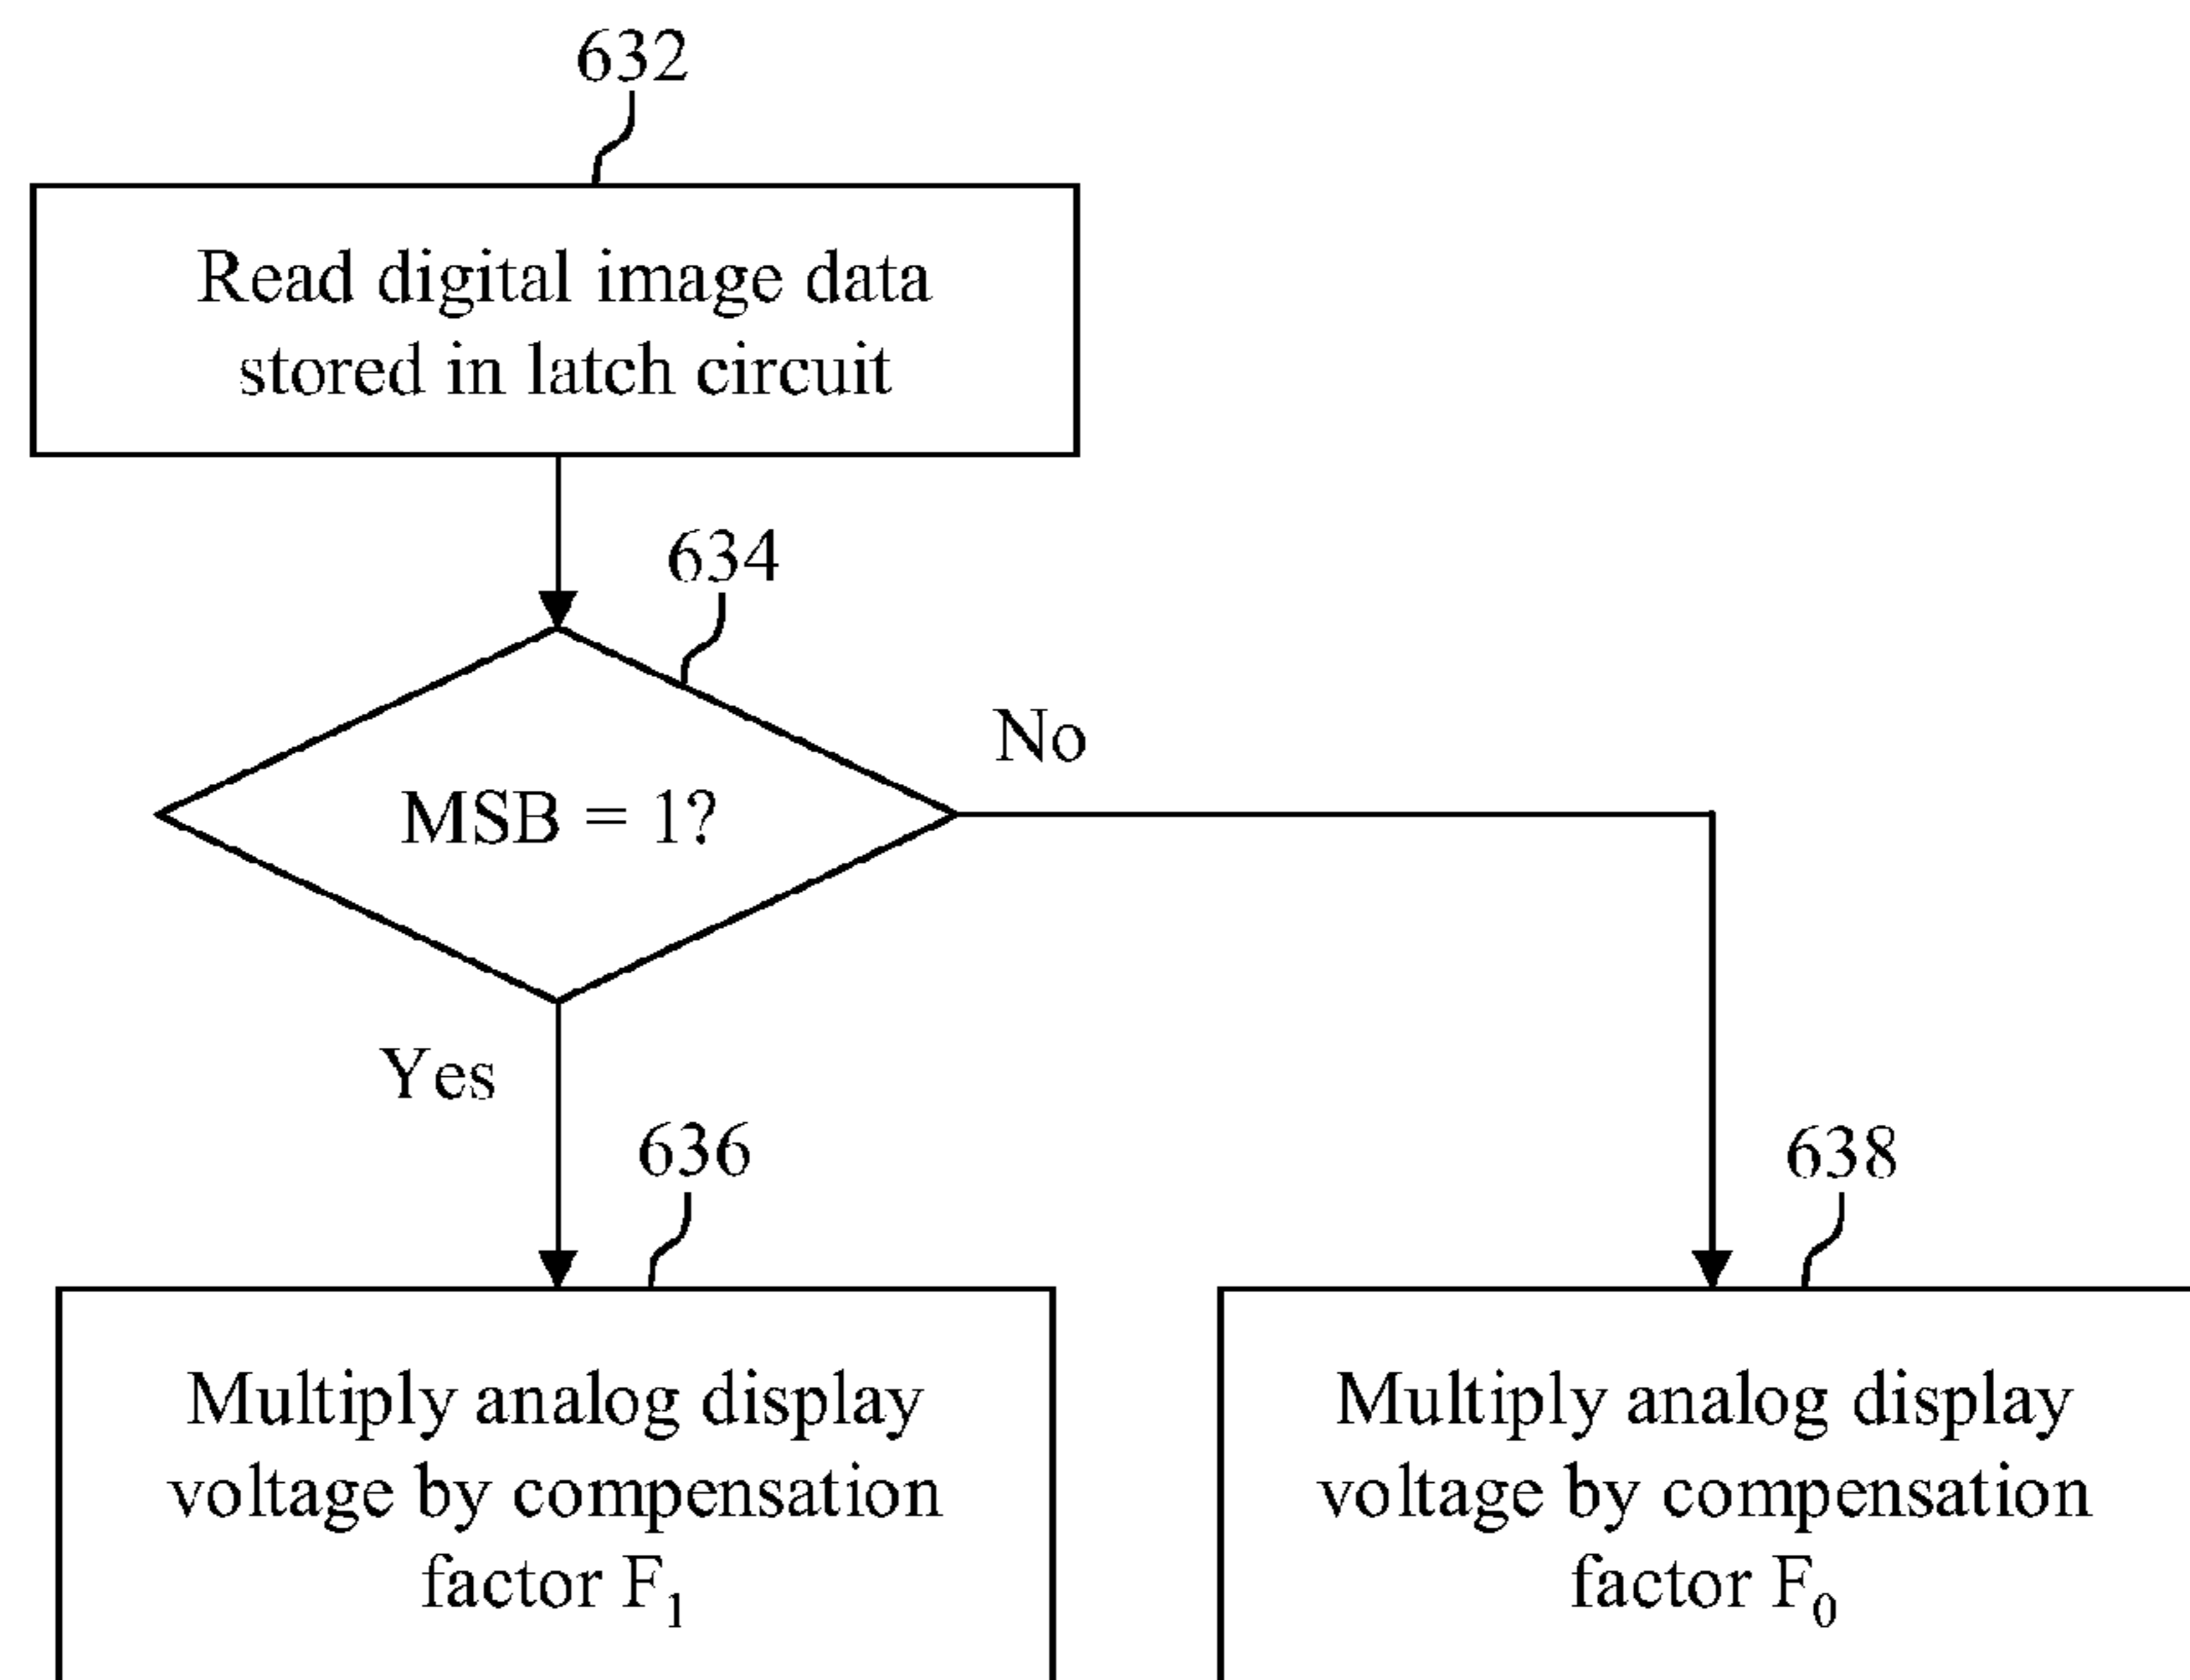 632
Read digital image data
stored in latch circuit
634
No
MSB = 1?
Yes
636
638
Multiply analog display
voltage by compensation
factor F₁
Multiply analog display
voltage by compensation
factor F₀